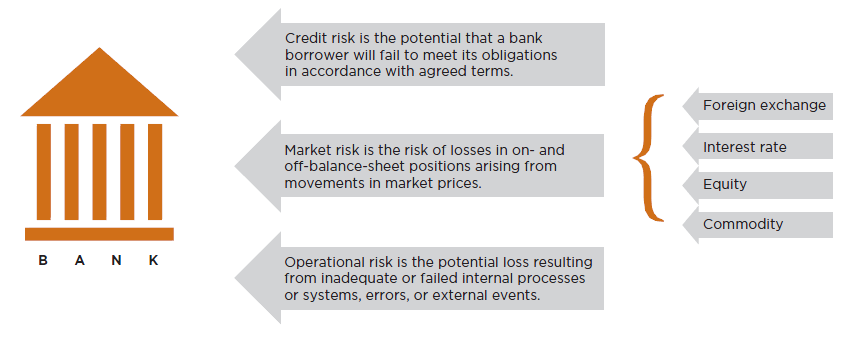 Credit risk is the potential that a bank
borrower will fail to meet its obligations
in accordance with agreed terms.
Market risk is the risk of losses in on- and
off-balance-sheet positions arising from
movements in market prices.
Foreign exchange
Interest rate
Equity
Commodity
Operational risk is the potential loss resulting
from inadequate or failed internal processes
or systems, errors, or external events.
B A N K